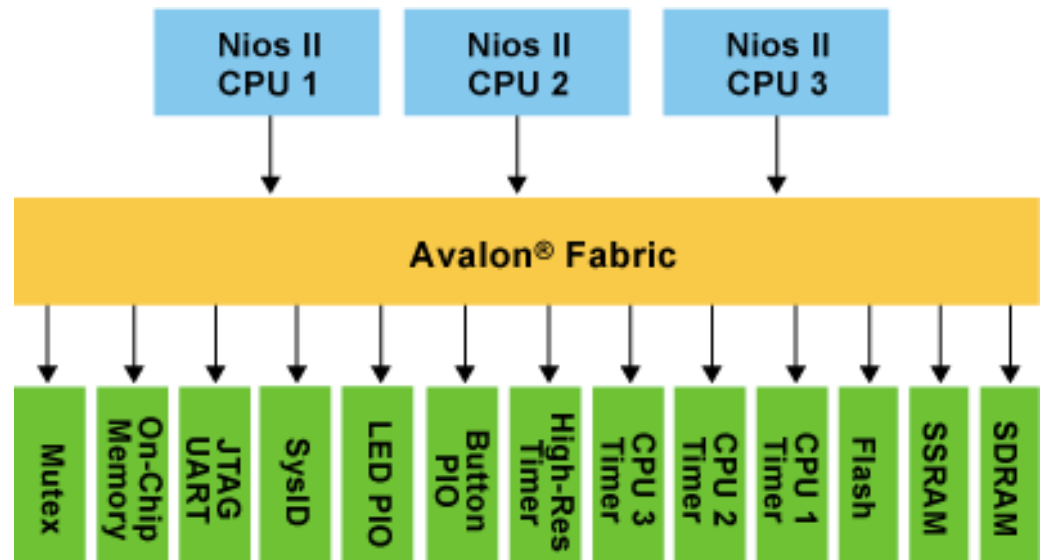 Nios II
CPU 1
Nios II
CPU 2
Nios II
CPU 3
Avalon® Fabric
Mutex
On-Chip
Memory
JTAG
UART
SysID
LED PIO
Button
PIO
High-Res
Timer
CPU 3
Timer
CPU 2
Timer
CPU 1
Timer
Flash
SSRAM
SDRAM